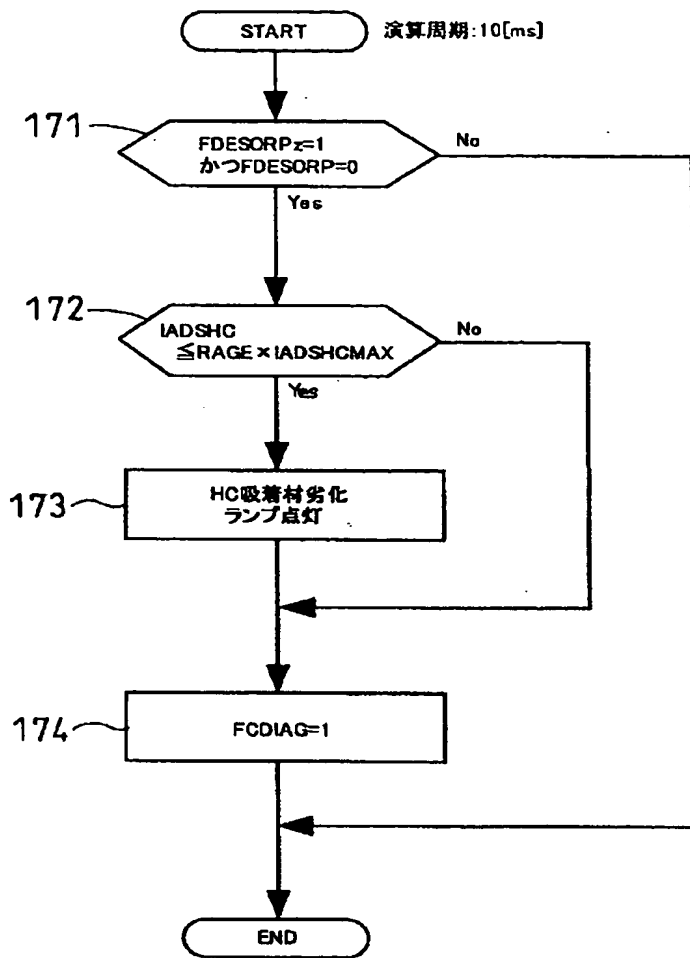 START
演算周期:10[ms]
171
FDESORPz=1
かつFDESORP=0
No
Yes
172
IADSHC
≦RAGE×IADSHCMAX
No
Yes
173
HC吸着材劣化
ランプ点灯
174
FCDIAG=1
END